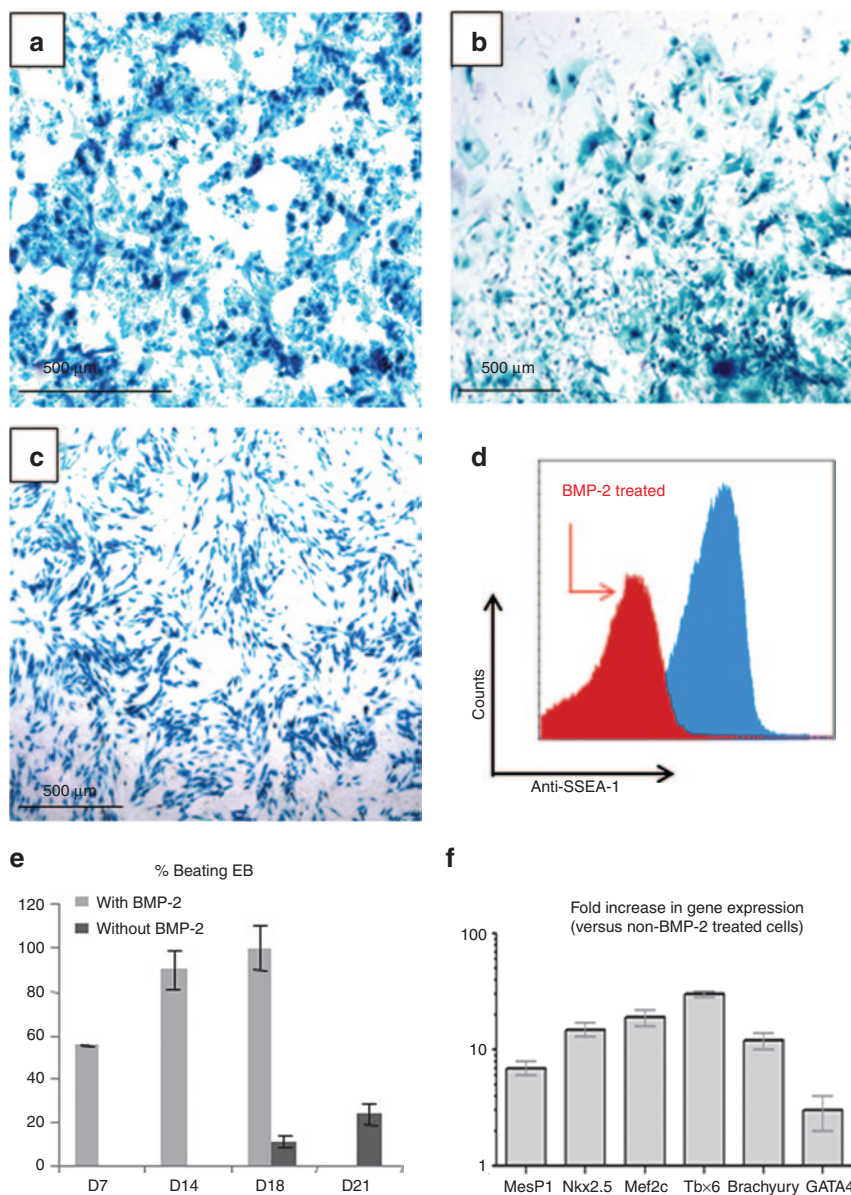 a
b
500 µm
500 µm
c
d
BMP-2 treated
Counts
Anti-SSEA-1
500 µm
e
% Beating EB
With BMP-2
Without BMP-2
120
100
80
60
40
20
0
D7 D14 D18 D21
f
Fold increase in gene expression
(versus non-BMP-2 treated cells)
100
10
1
MesP1 Nkx2.5 Mef2c Tb×6 Brachyury GATA4